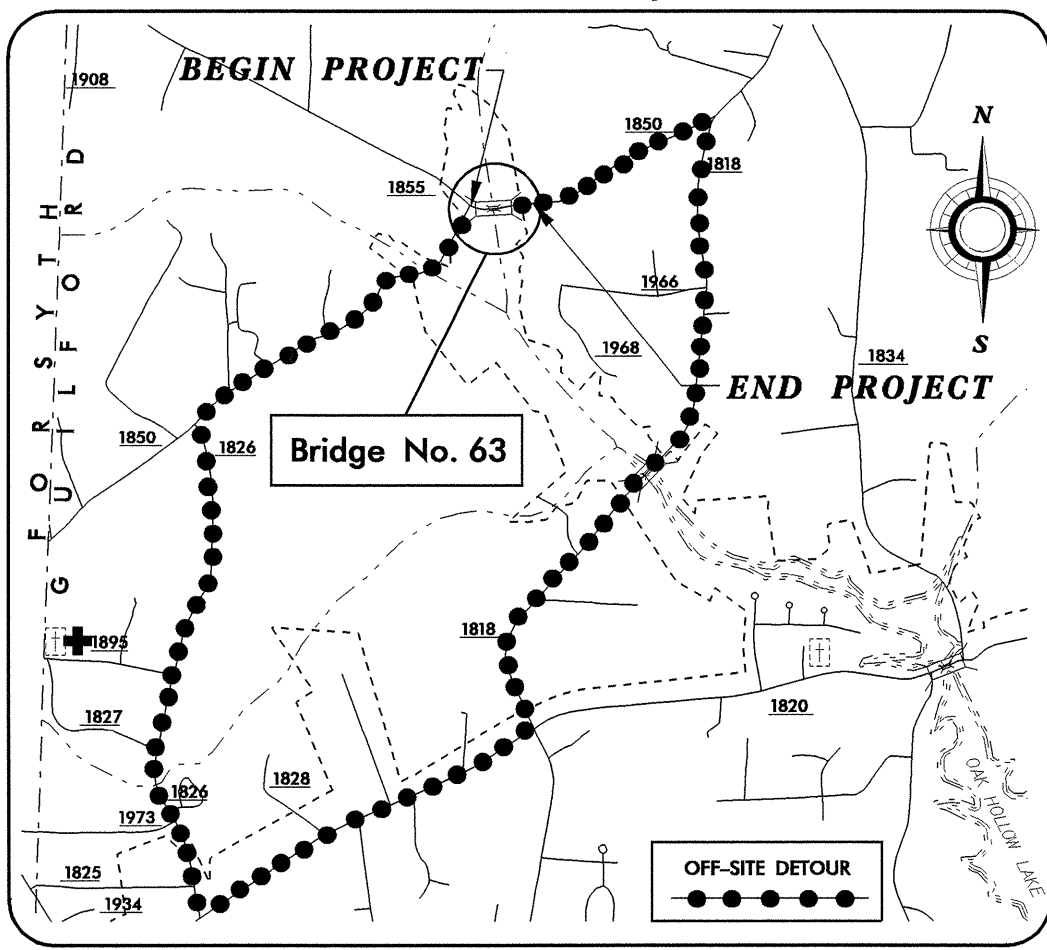 1908
BEGIN PROJECT
N
1850
1818
1855
FORSYTH
GUILFORD
1966
S
1968
1834
END PROJECT
1850
1826
Bridge No. 63
1895
1818
1827
1820
1828
1826
1973
OAK HOLLOW LAKE
1825
OFF–SITE DETOUR
1934